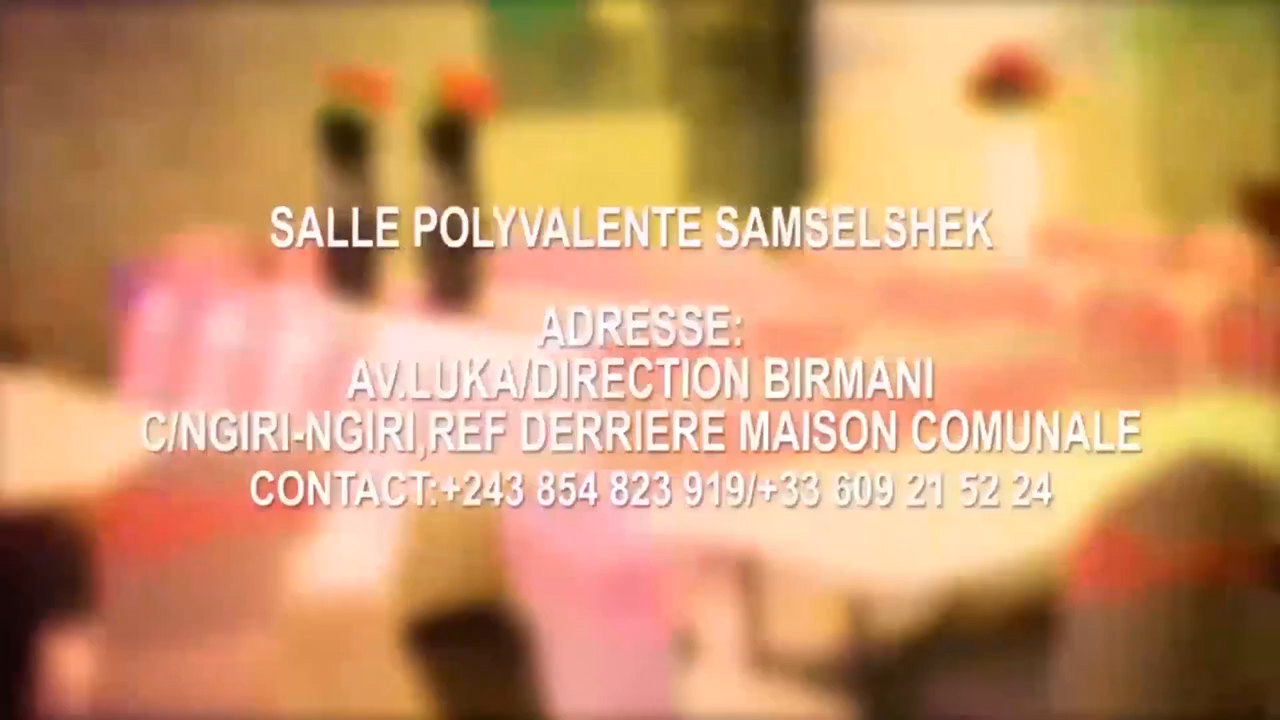 SALLE POLYVALENTE SAMSELSHEK
ADRESSE:
AV.LUKA/DIRECTION BIRMANI
C/NGIRI-NGIRI,REF DERRIERE MAISON COMUNALE
CONTACT:+243 854 823 919/+33 609 21 52 24